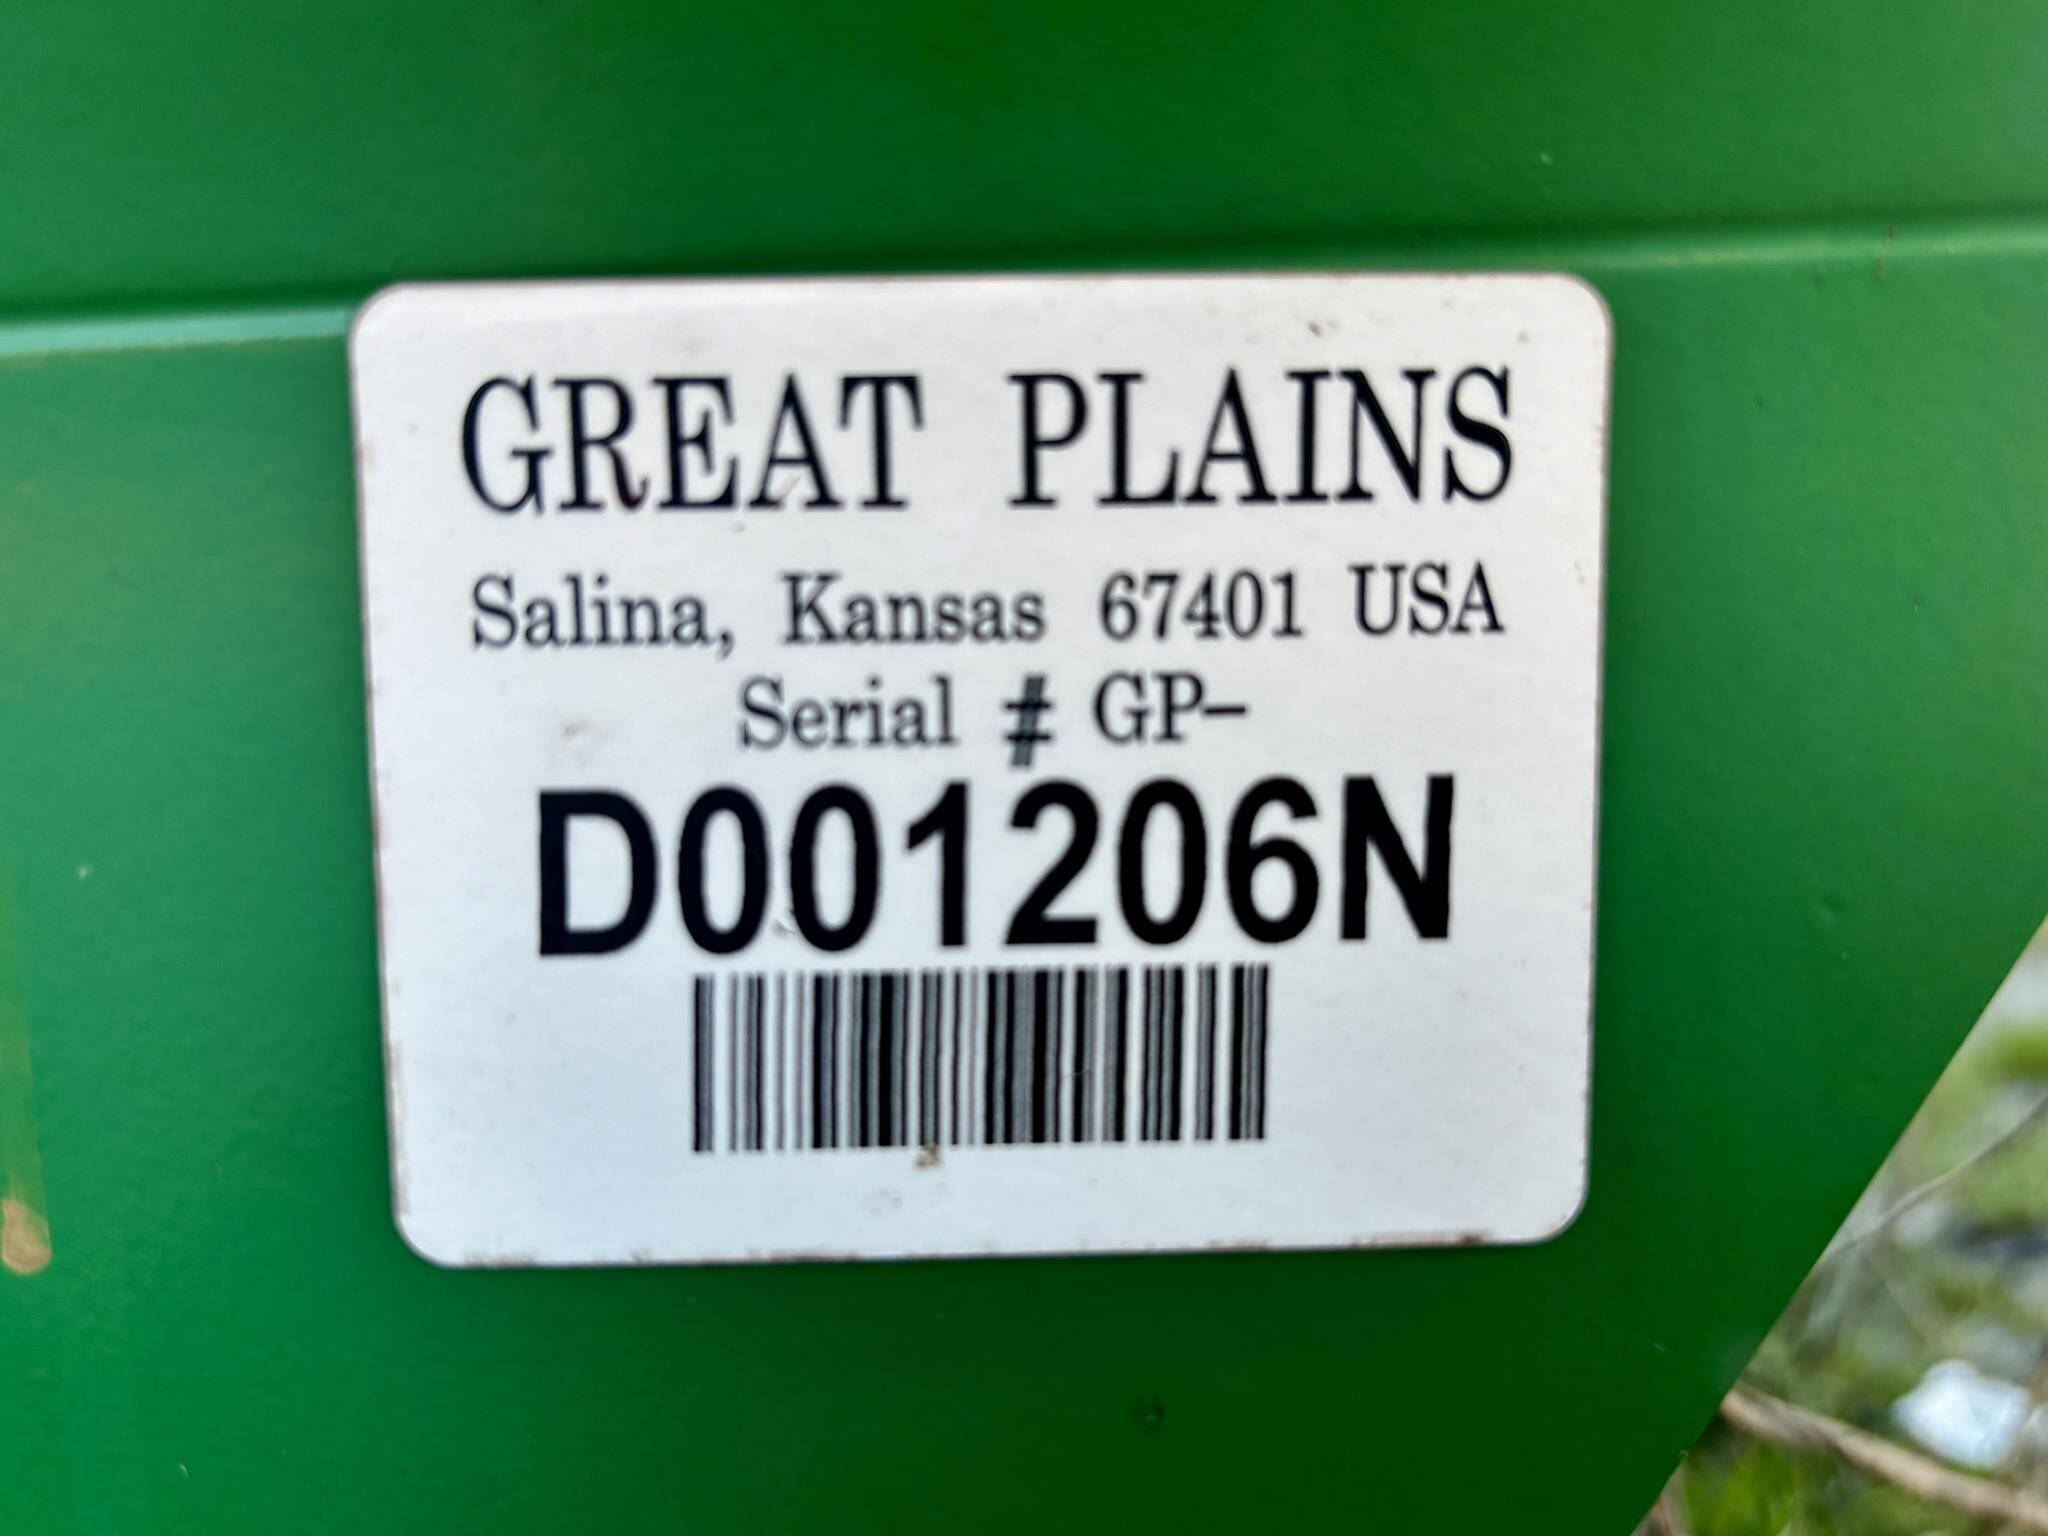 GREAT PLAINS
Salina, Kansas 67401 USA
Serial # GP-
D001206N